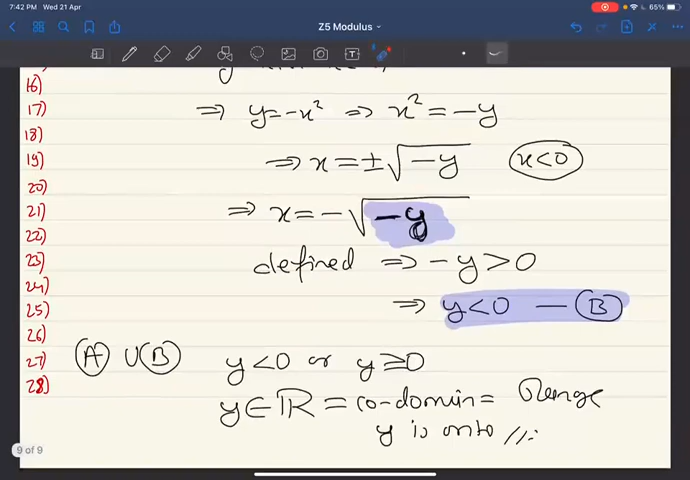 7:42 PM Wed 21 Apr
65%
Z5 Modulus
16)
17) ⇒ y=-x² ⇒ x² = -y
18)
19) ⇒ x = ±√-y x<0
20)
21) ⇒ x = -√-y
22)
23) defined ⇒ -y>0
24)
25) ⇒ y<0 — B
26)
27) A ∪ B y<0 or y≥0
28) y∈ℝ = co-domin = Range
y is onto //
9 of 9